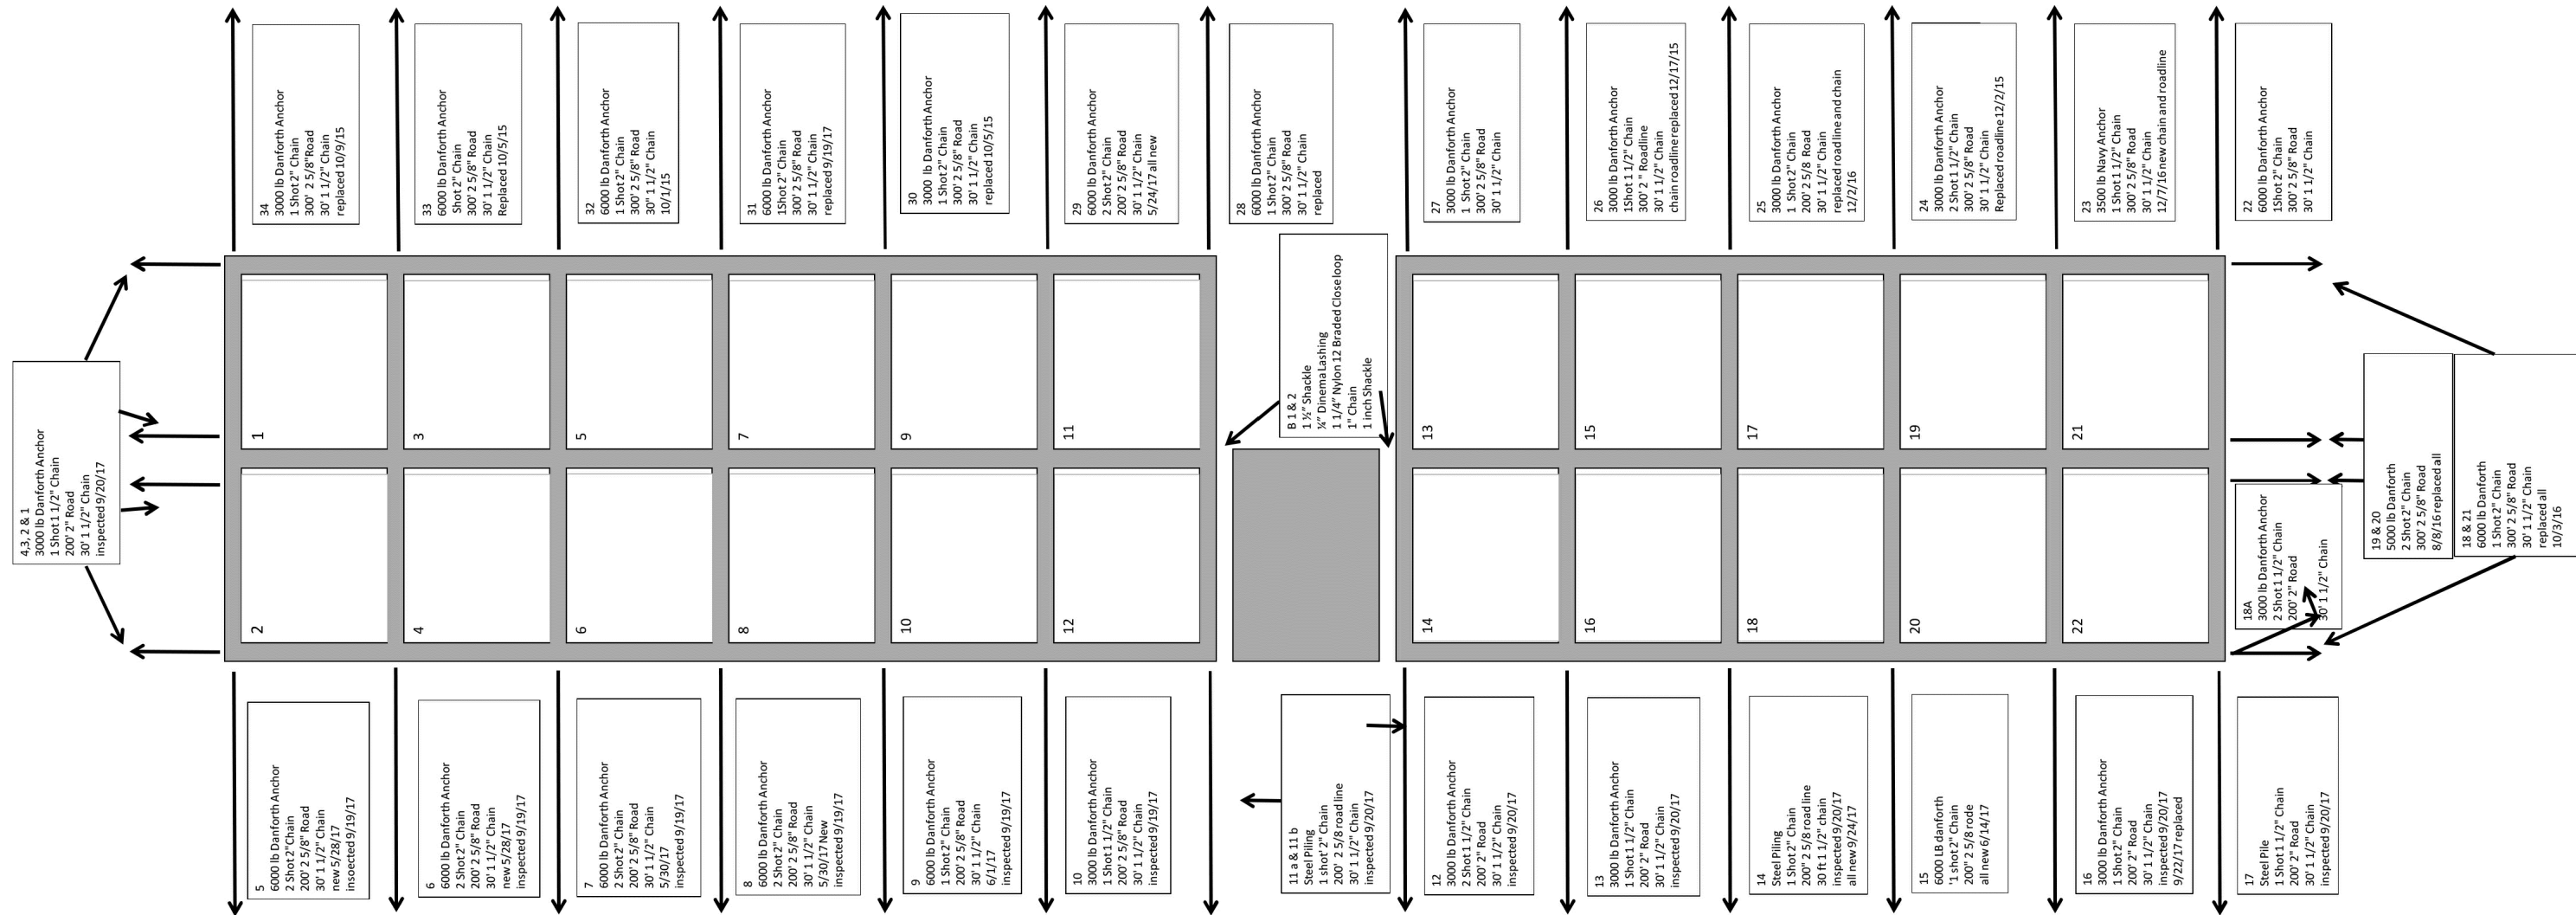 34
3000 lb Danforth Anchor
1 Shot 2" Chain
300' 2 5/8"Road
30' 1 1/2" Chain
replaced 10/9/15
33
6000 lb Danforth Anchor
Shot 2" Chain
300' 2 5/8" Road
30' 1 1/2" Chain
Replaced 10/5/15
32
6000 lb Danforth Anchor
1 Shot 2" Chain
300' 2 5/8" Road
30" 1 1/2" Chain
10/1/15
31
6000 lb Danforth Anchor
1Shot 2" Chain
300' 2 5/8" Road
30' 1 1/2" Chain
replaced 9/19/17
30
3000 lb Danforth Anchor
1 Shot 2" Chain
300' 2 5/8" Road
30' 1 1/2" Chain
replaced 10/5/15
29
6000 lb Danforth Anchor
2 Shot 2" Chain
200' 2 5/8" Road
30' 1 1/2" Chain
5/24/17 all new
28
6000 lb Danforth Anchor
1 Shot 2" Chain
300' 2 5/8" Road
30' 1 1/2" Chain
replaced
27
3000 lb Danforth Anchor
1 Shot 2" Chain
300' 2 5/8" Road
30' 1 1/2" Chain
26
3000 lb Danforth Anchor
1Shot 1 1/2" Chain
300' 2 " Roadline
30' 1 1/2" Chain
chain roadline replaced 12/17/15
25
3000 lb Danforth Anchor
1 Shot 2" Chain
200' 2 5/8 Road
30' 1 1/2" Chain
replaced roadline and chain
12/2/16
24
3000 lb Danforth Anchor
2 Shot 1 1/2" Chain
300' 2 5/8" Road
30' 1 1/2" Chain
Replaced roadline 12/2/15
23
3500 lb Navy Anchor
1 Shot 1 1/2" Chain
300' 2 5/8" Road
30' 1 1/2" Chain
12/7/16 new chain and roadline
22
6000 lb Danforth Anchor
1Shot 2" Chain
300' 2 5/8" Road
30' 1 1/2" Chain
4,3, 2 & 1
3000 lb Danforth Anchor
1 Shot 1 1/2" Chain
200' 2" Road
30' 1 1/2" Chain
inspected 9/20/17
1
3
5
7
9
11
B 1 & 2
1 ½" Shackle
¼" Dinema Lashing
1 1/4" Nylon 12 Braded Close loop
1" Chain
1 inch Shackle
13
15
17
19
21
2
4
6
8
10
12
14
16
18
20
22
18A
3000 lb Danforth Anchor
2 Shot 1 1/2" Chain
200' 2" Road
30' 1 1/2" Chain
19 & 20
5000 lb Danforth
2 Shot 2" Chain
300' 2 5/8" Road
8/8/16 replaced all
18 & 21
6000 lb Danforth
1 Shot 2" Chain
300' 2 5/8" Road
30' 1 1/2" Chain
replaced all
10/3/16
5
6000 lb Danforth Anchor
2 Shot 2"Chain
200' 2 5/8" Road
30' 1 1/2" Chain
new 5/28/17
insoected 9/19/17
6
6000 lb Danforth Anchor
2 Shot 2" Chain
200' 2 5/8" Road
30' 1 1/2" Chain
new 5/28/17
inspected 9/19/17
7
6000 lb Danforth Anchor
2 Shot 2" Chain
200' 2 5/8" Road
30' 1 1/2" Chain
5/30/17
inspected 9/19/17
8
6000 lb Danforth Anchor
2 Shot 2" Chain
200' 2 5/8" Road
30' 1 1/2" Chain
5/30/17 New
inspected 9/19/17
9
6000 lb Danforth Anchor
1 Shot 2" Chain
200' 2 5/8" Road
30' 1 1/2" Chain
6/1/17
inspected 9/19/17
10
3000 lb Danforth Anchor
1 Shot 1 1/2" Chain
200' 2 5/8" Road
30' 1 1/2" Chain
inspected 9/19/17
11 a & 11 b
Steel Piling
1 shot' 2" Chain
200' 2 5/8 road line
30' 1 1/2" Chain
inspected 9/20/17
12
3000 lb Danforth Anchor
2 Shot 1 1/2" Chain
200' 2" Road
30' 1 1/2" Chain
inspected 9/20/17
13
3000 lb Danforth Anchor
1 Shot 1 1/2" Chain
200' 2" Road
30' 1 1/2" Chain
inspected 9/20/17
14
Steel Piling
1 Shot 2" Chain
200" 2 5/8 road line
30 ft 1 1/2" chain
inspected 9/20/17
all new 9/24/17
15
6000 LB danforth
'1 shot 2" Chain
200" 2 5/8 rode
all new 6/14/17
16
3000 lb Danforth Anchor
1 Shot 2" Chain
200' 2" Road
30' 1 1/2" Chain
inspected 9/20/17
9/22/17 replaced
17
Steel Pile
1 Shot 1 1/2" Chain
200' 2" Road
30' 1 1/2" Chain
inspected 9/20/17